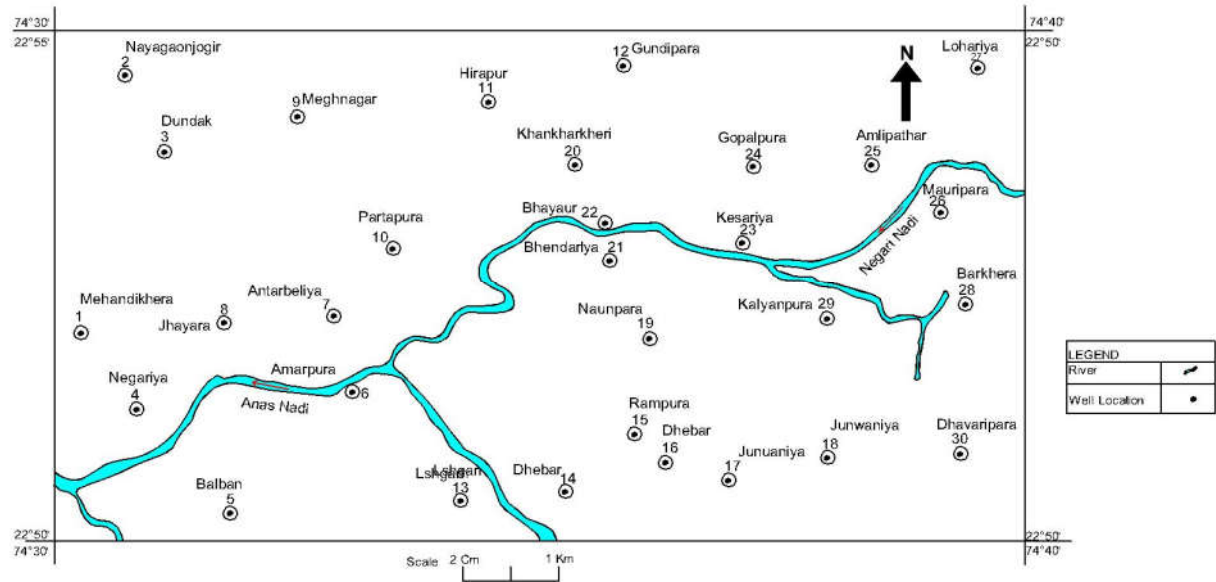 74°30'
74°40'
22°55'
22°50'
Nayagaonjogir
2
Gundipara
12
Lohariya
27
N
Hirapur
11
9
Meghnagar
Dundak
3
Khankharkheri
20
Gopalpura
24
Amlipathar
25
Mauripara
26
Bhayaur 22
Partapura
10
Kesariya
23
Negari Nadi
Bhendarlya 21
Barkhera
28
Mehandikhera
1
8
Jhayara
Antarbeliya
7
Naunpara
19
Kalyanpura 29
LEGEND
River
Well Location
Negariya
4
Amarpura
6
Anas Nadi
Rampura
15
Dhebar
16
Junuaniya
17
Junwaniya
18
Dhavaripara
30
Balban
5
Lshgari
13
Dhebar
14
22°50
74°30'
22°50
74°40'
Scale 2 Cm 1 Km